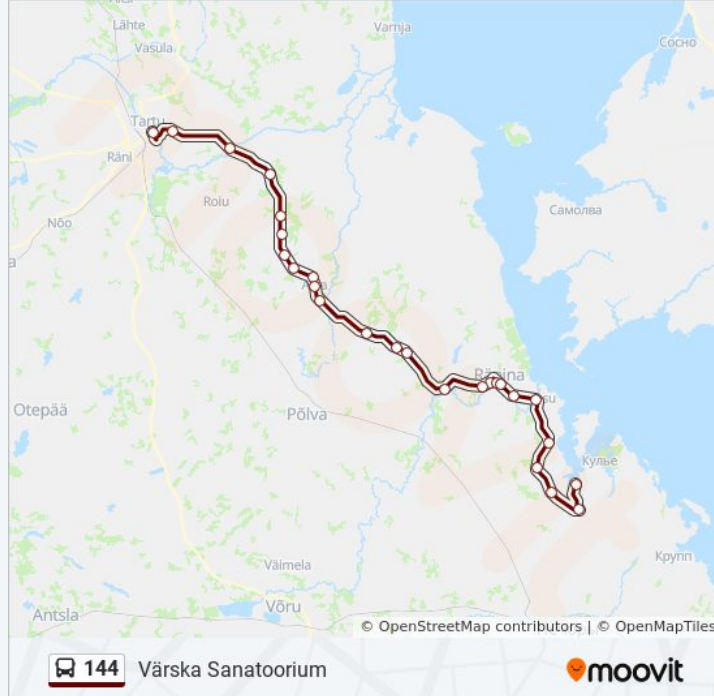 Lähte
Varnja
Сосно
Vasula
Tartu
Räni
Roiu
Nõo
Самолва
Räpina
Otepää
Põlva
Кулье
Väimela
Крупп
Võru
Antsla
© OpenStreetMap contributors | © OpenMapTiles
144 Värska Sanatoorium
moovit